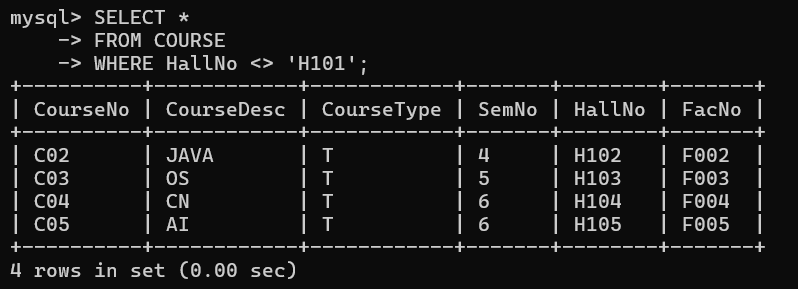 mysql> SELECT *
    -> FROM COURSE
    -> WHERE HallNo <> 'H101';
+----------+------------+------------+-------+--------+-------+
| CourseNo | CourseDesc | CourseType | SemNo | HallNo | FacNo |
+----------+------------+------------+-------+--------+-------+
| C02      | JAVA       | T          | 4     | H102   | F002  |
| C03      | OS         | T          | 5     | H103   | F003  |
| C04      | CN         | T          | 6     | H104   | F004  |
| C05      | AI         | T          | 6     | H105   | F005  |
+----------+------------+------------+-------+--------+-------+
4 rows in set (0.00 sec)